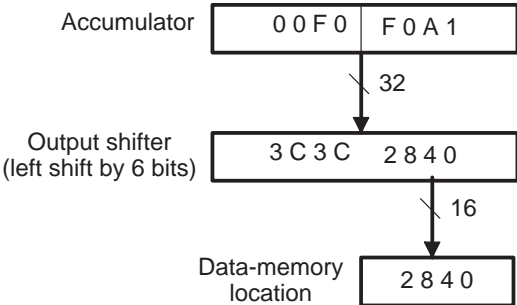 Accumulator
00F0 F0A1
32
Output shifter
(left shift by 6 bits)
3C3C 2840
16
Data-memory
location
2840